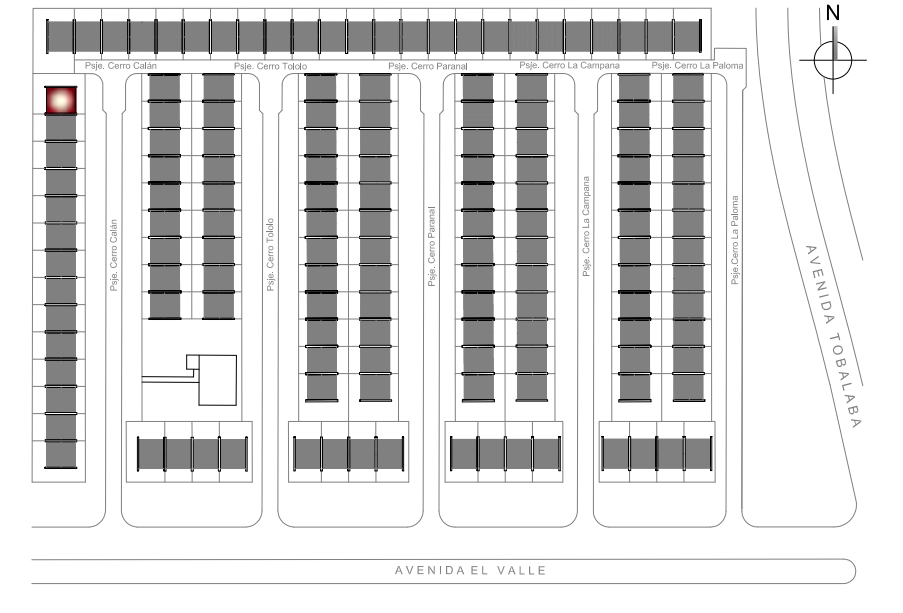 N
Psje. Cerro Calán
Psje. Cerro Tololo
Psje. Cerro Paranal
Psje. Cerro La Campana
Psje. Cerro La Paloma
Psje. Cerro Calán
Psje. Cerro Tololo
Psje. Cerro Paranal
Psje. Cerro La Campana
Psje.Cerro La Paloma
AVENIDA TOBALABA
AVENIDA EL VALLE